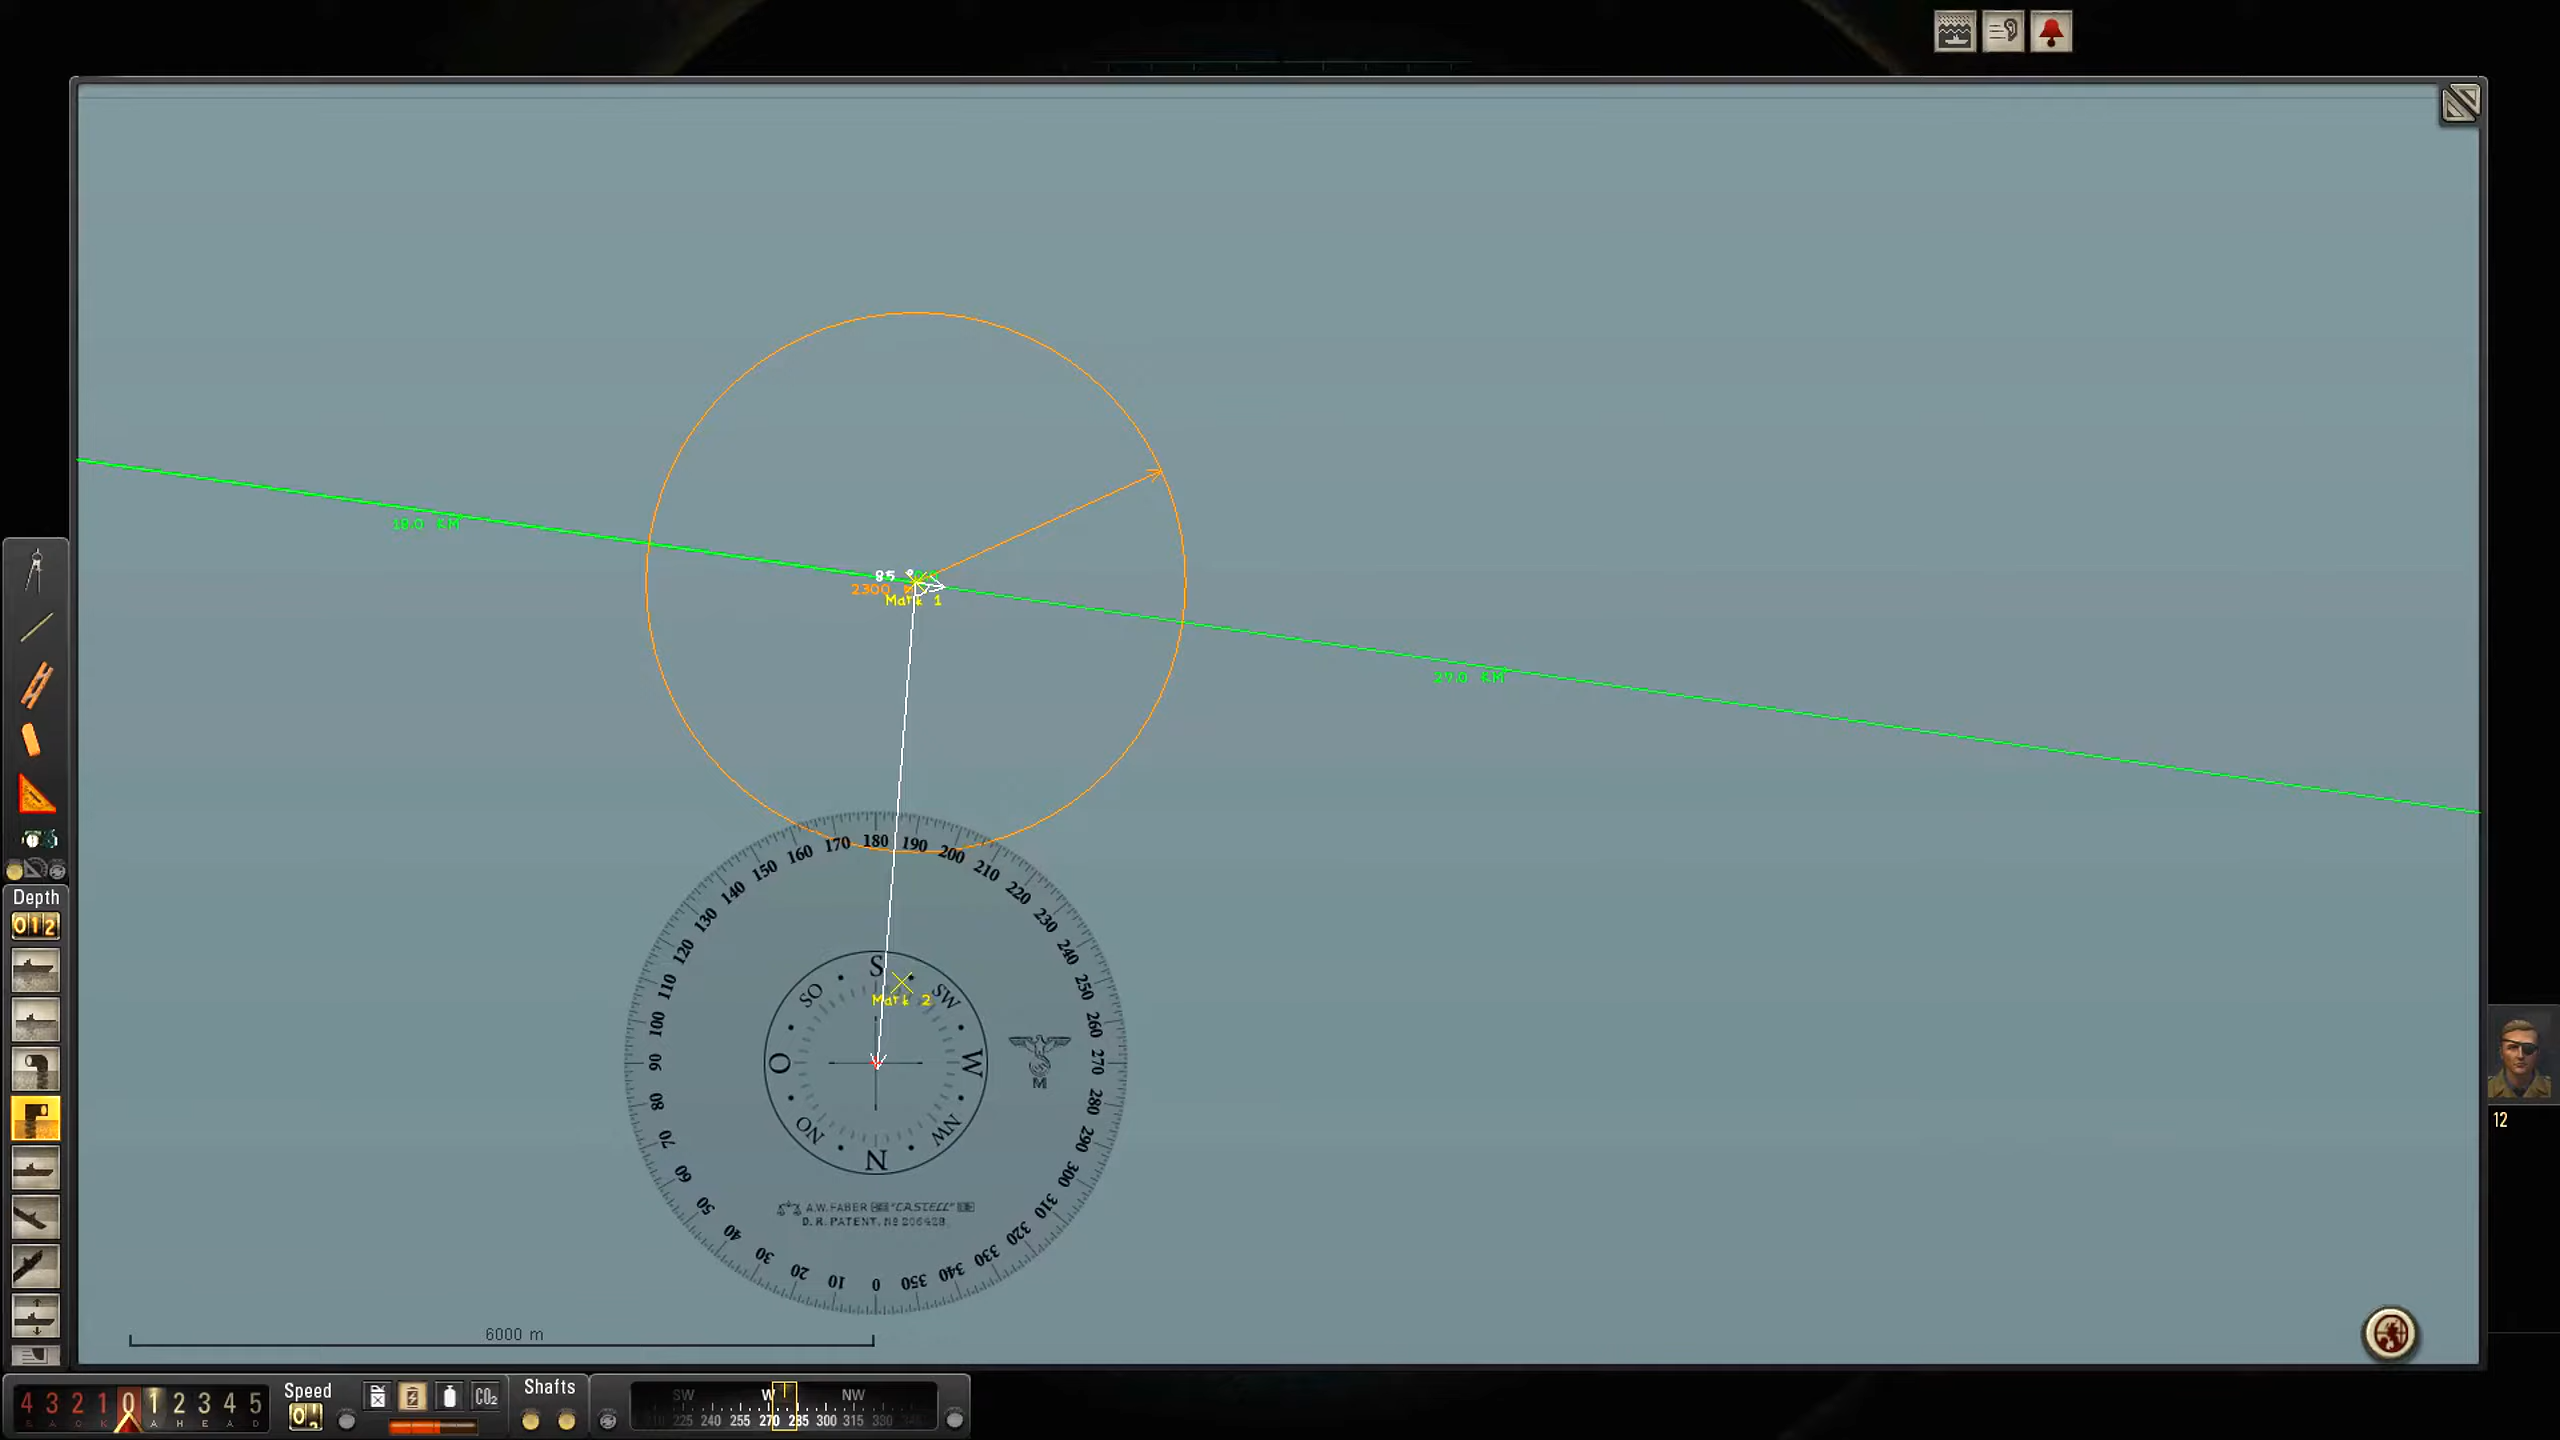 18.0 KM
85 °
2300
Mark 1
29.0 KM
170 180 190 200 210 220 230 240 250 260 270 280 290 300 310 320 330 340 350 0 10 20 30 40 50 60 70 80 90 100 110 120 130 140 150 160
S
SO
SW
Mark 2
O
W
M
NO
NW
N
A.W. FABER "CASTELL"
D. R. PATENT. Nº 206428
6000 m
Depth
012
12
4 3 2 1 0 1 2 3 4 5
B A C K A H E A D
Speed
CO₂
Shafts
SW W NW
225 240 255 270 285 300 315 330